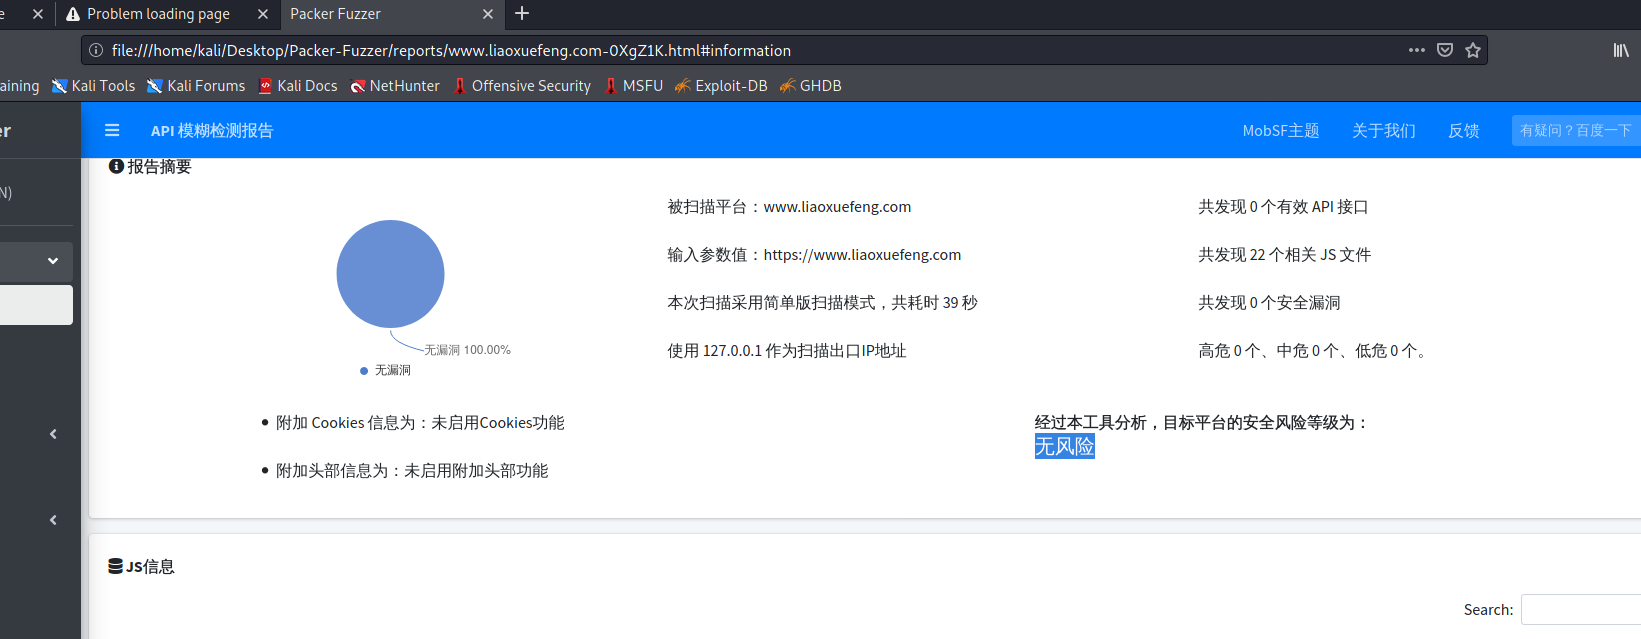 e
Problem loading page
Packer Fuzzer
file:///home/kali/Desktop/Packer-Fuzzer/reports/www.liaoxuefeng.com-0XgZ1K.html#information
aining Kali Tools Kali Forums Kali Docs NetHunter Offensive Security MSFU Exploit-DB GHDB
er
API 模糊检测报告
MobSF主题 关于我们 反馈 有疑问？百度一下
N)
报告摘要
被扫描平台：www.liaoxuefeng.com
共发现 0 个有效 API 接口
输入参数值：https://www.liaoxuefeng.com
共发现 22 个相关 JS 文件
本次扫描采用简单版扫描模式，共耗时 39 秒
共发现 0 个安全漏洞
使用 127.0.0.1 作为扫描出口IP地址
高危 0 个、中危 0 个、低危 0 个。
无漏洞 100.00%
无漏洞
附加 Cookies 信息为：未启用Cookies功能
附加头部信息为：未启用附加头部功能
经过本工具分析，目标平台的安全风险等级为：
无风险
JS信息
Search: